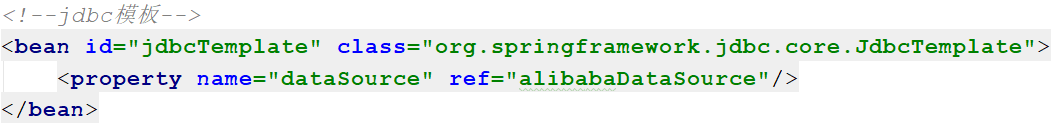 <!--jdbc模板-->
<bean id="jdbcTemplate" class="org.springframework.jdbc.core.JdbcTemplate">
    <property name="dataSource" ref="alibabaDataSource"/>
</bean>